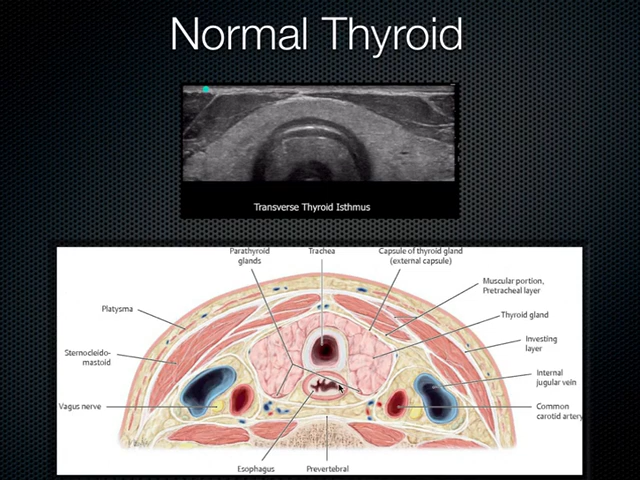 Normal Thyroid
Transverse Thyroid Isthmus
Parathyroid
glands
Trachea
Capsule of thyroid gland
(external capsule)
Muscular portion,
Pretracheal layer
Platysma
Thyroid gland
Investing
layer
Sternocleido-
mastoid
Internal
jugular vein
Vagus nerve
Common
carotid artery
Esophagus
Prevertebral